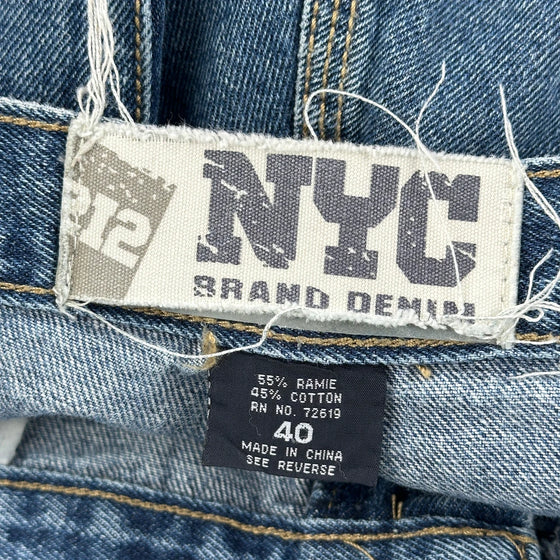 212
NYC
BRAND DENIM
55% RAMIE
45% COTTON
RN NO. 72619
40
MADE IN CHINA
SEE REVERSE